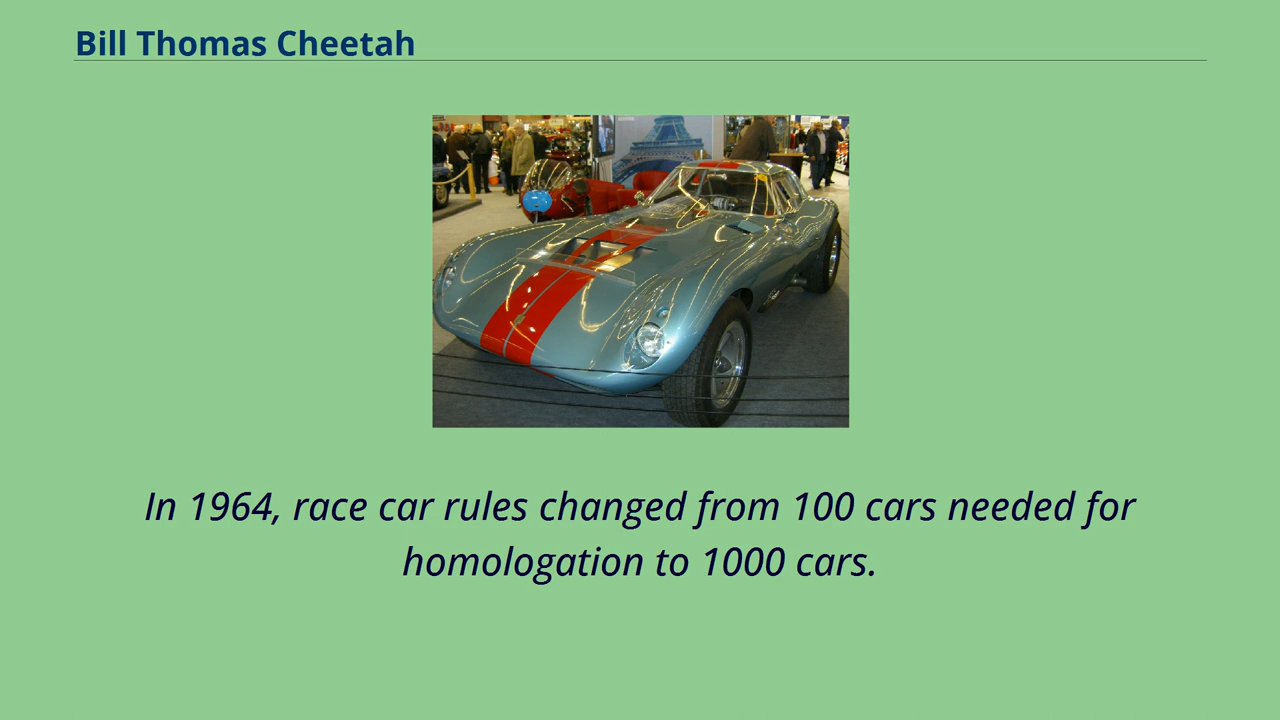 Bill Thomas Cheetah
In 1964, race car rules changed from 100 cars needed for
homologation to 1000 cars.